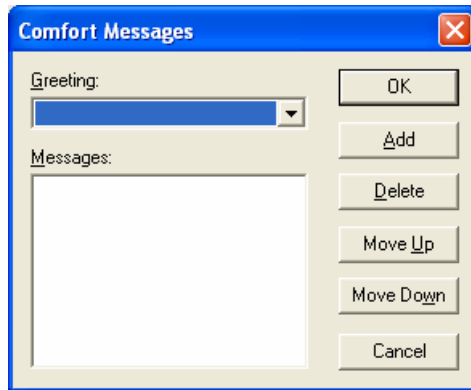 Comfort Messages
Greeting:
OK
Add
Messages:
Delete
Move Up
Move Down
Cancel